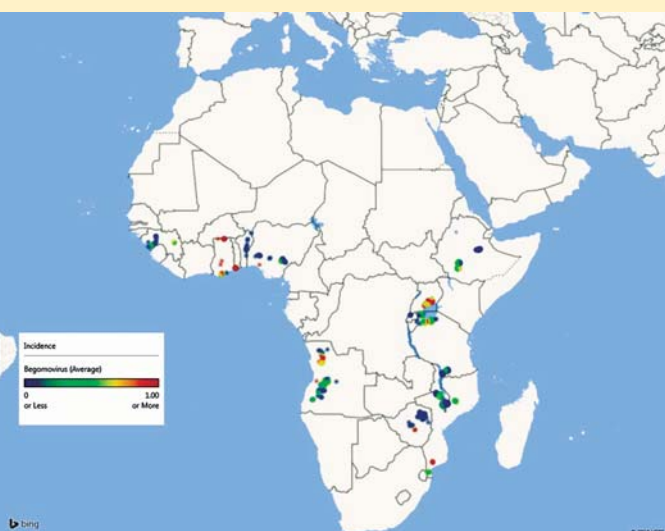 Incidence
Begomovirus (Average)
0 1.00
or Less or More
bing